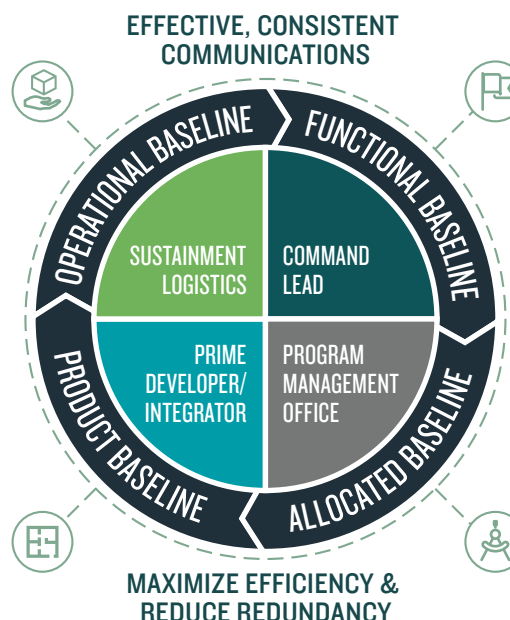 EFFECTIVE, CONSISTENT
COMMUNICATIONS
OPERATIONAL BASELINE
FUNCTIONAL BASELINE
SUSTAINMENT
LOGISTICS
COMMAND
LEAD
PRIME
DEVELOPER/
INTEGRATOR
PROGRAM
MANAGEMENT
OFFICE
PRODUCT BASELINE
ALLOCATED BASELINE
MAXIMIZE EFFICIENCY &
REDUCE REDUNDANCY